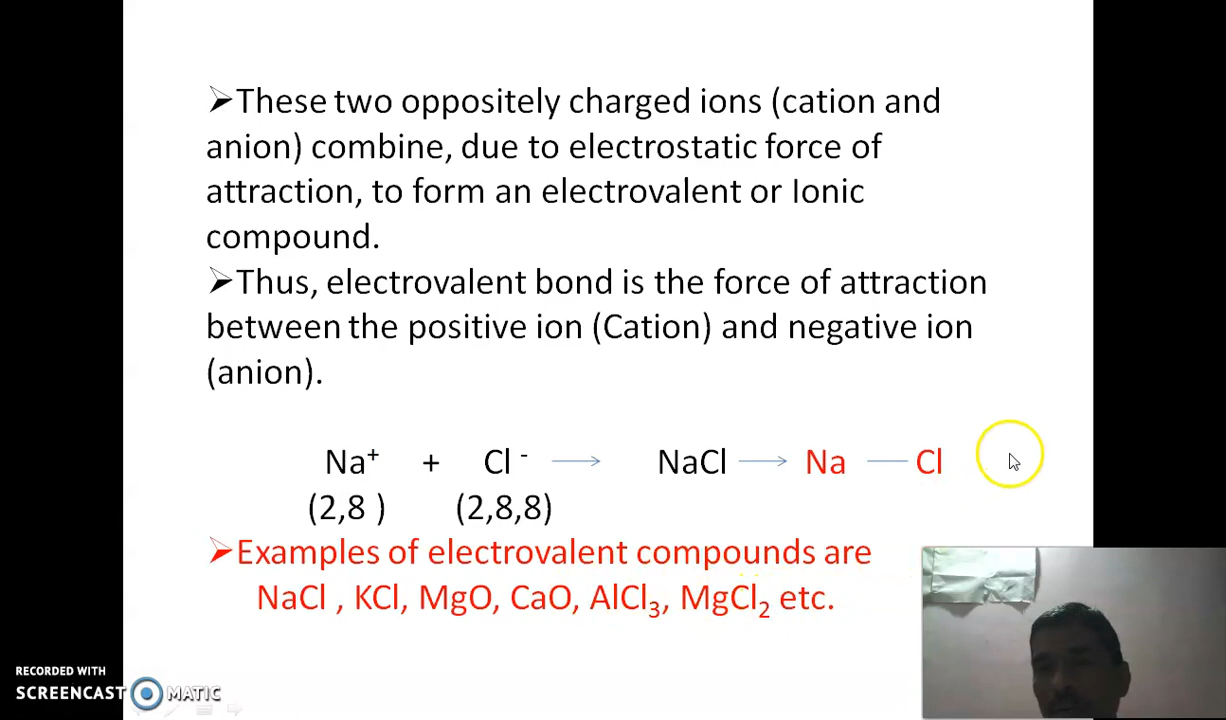 ➢These two oppositely charged ions (cation and
anion) combine, due to electrostatic force of
attraction, to form an electrovalent or Ionic
compound.
➢Thus, electrovalent bond is the force of attraction
between the positive ion (Cation) and negative ion
(anion).
Na⁺ + Cl ⁻ → NaCl → Na — Cl
(2,8 ) (2,8,8)
➢Examples of electrovalent compounds are
NaCl , KCl, MgO, CaO, AlCl₃, MgCl₂ etc.
RECORDED WITH
SCREENCAST MATIC